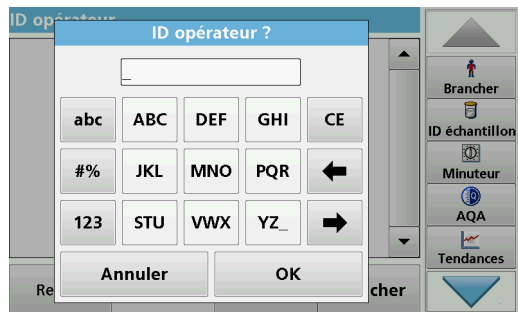 ID opérateur
ID opérateur ?
_
abc ABC DEF GHI CE
#% JKL MNO PQR
123 STU VWX YZ_
Annuler OK
Re cher
Brancher
ID échantillon
Minuteur
AQA
Tendances